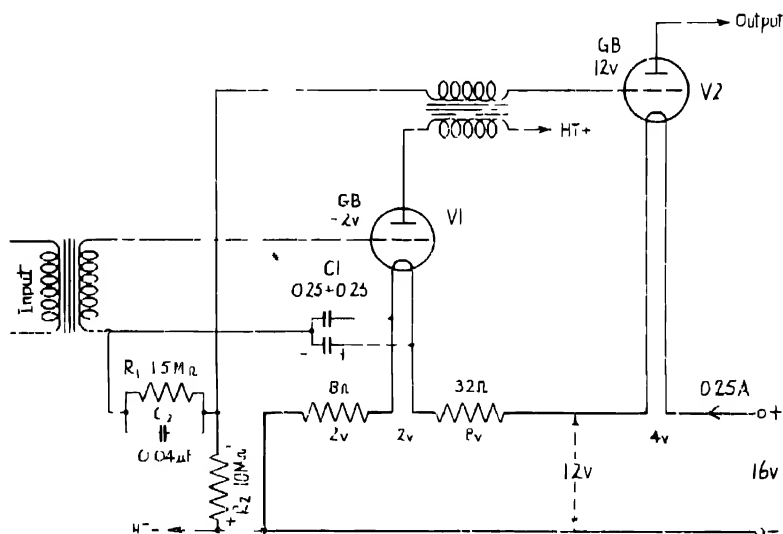 Output
GB
12v
V2
HT+
GB
-2v
V1
Input
C1
0.25+0.25
R1 1.5MΩ
C2
0.04μF
8Ω
2v
2v
32Ω
8v
4v
0.25A
+
12v
16v
R2 10MΩ
HT-